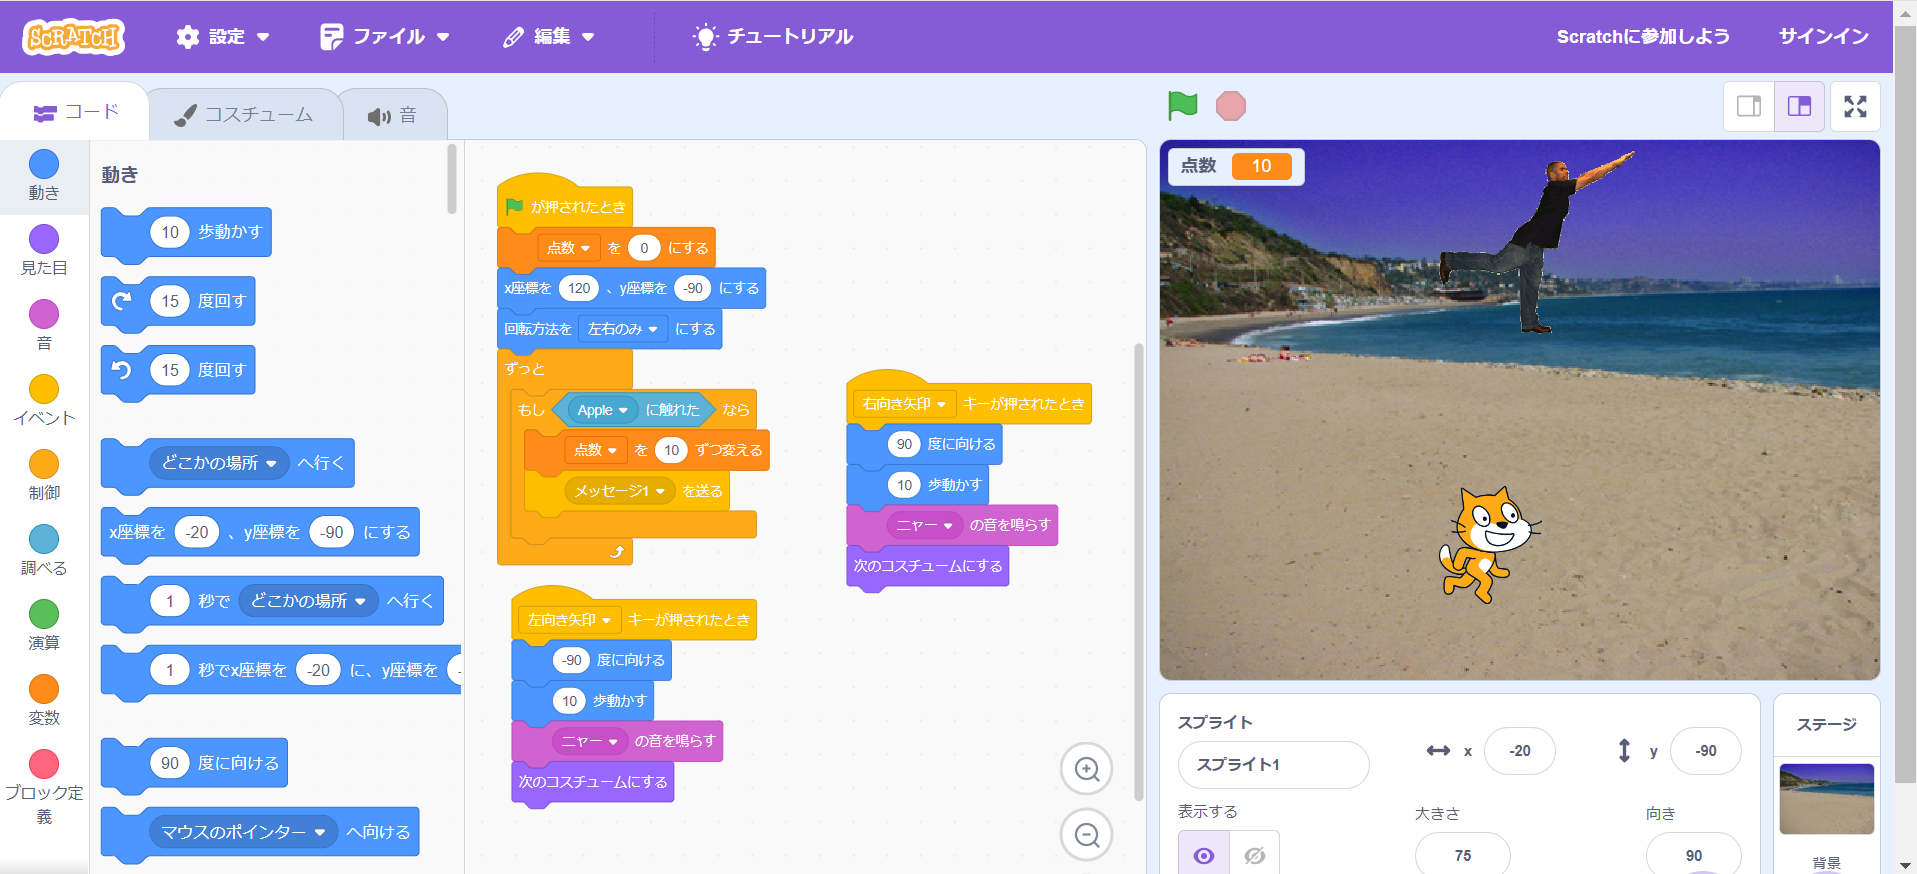 SCRATCH 設定 ファイル 編集 チュートリアル Scratchに参加しよう サインイン
コード コスチューム 音
動き
見た目
音
イベント
制御
調べる
演算
変数
ブロック定義
動き
10 歩動かす
15 度回す
15 度回す
どこかの場所 へ行く
x座標を -20 、y座標を -90 にする
1 秒で どこかの場所 へ行く
1 秒でx座標を -20 に、y座標を
90 度に向ける
マウスのポインター へ向ける
が押されたとき
点数 を 0 にする
x座標を 120 、y座標を -90 にする
回転方法を 左右のみ にする
ずっと
もし Apple に触れた なら
点数 を 10 ずつ変える
メッセージ1 を送る
左向き矢印 キーが押されたとき
-90 度に向ける
10 歩動かす
ニャー の音を鳴らす
次のコスチュームにする
右向き矢印 キーが押されたとき
90 度に向ける
10 歩動かす
ニャー の音を鳴らす
次のコスチュームにする
点数 10
スプライト
スプライト1 x -20 y -90
表示する 大きさ 向き
75 90
ステージ
背景